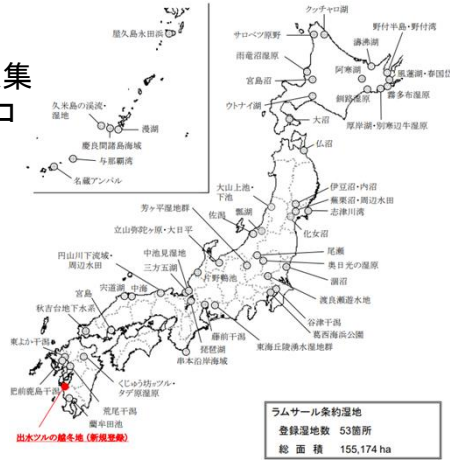 集
ロ
屋久島永田浜
久米島の渓流・
湿地
漫湖
慶良間諸島海域
与那覇湾
名蔵アンパル
クッチャロ湖
サロベツ原野
雨竜沼湿原
宮島沼
ウトナイ湖
大沼
野付半島・野付湾
濤沸湖
阿寒湖
風蓮湖・春国岱
釧路湿原
霧多布湿原
厚岸湖・別寒辺牛湿原
仏沼
大山上池・
下池
伊豆沼・内沼
蕪栗沼・周辺水田
志津川湾
化女沼
芳ヶ平湿地群
瓢湖
佐潟
立山弥陀ヶ原・大日平
尾瀬
奥日光の湿原
涸沼
渡良瀬遊水地
谷津干潟
葛西海浜公園
円山川下流域・
周辺水田
中池見湿地
三方五湖
片野鴨池
宍道湖
中海
宮島
秋吉台地下水系
東よか干潟
肥前鹿島干潟
くじゅう坊ガツル・
タデ原湿原
荒尾干潟
藺牟田池
藤前干潟
東海丘陵湧水湿地群
琵琶湖
串本沿岸海域
出水ツルの越冬地(新規登録)
ラムサール条約湿地
登録湿地数 53箇所
総面積 155,174 ha